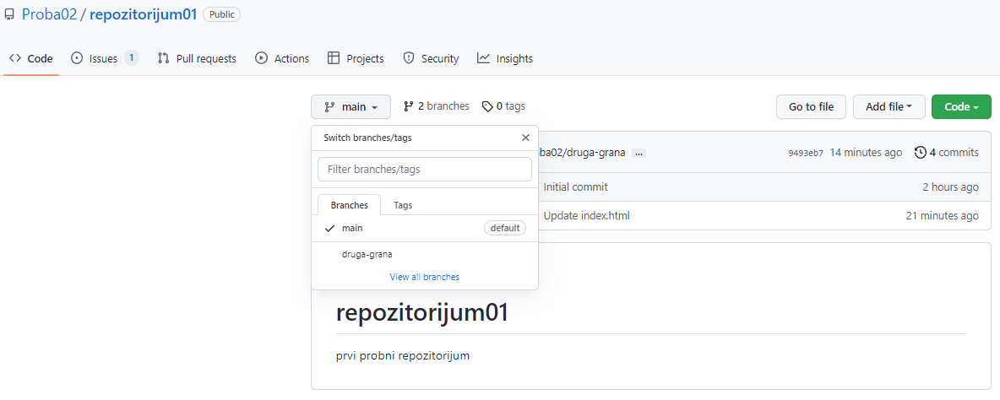 Proba02 / repozitorijum01 Public
Code Issues 1 Pull requests Actions Projects Security Insights
main 2 branches 0 tags Go to file Add file Code
Switch branches/tags
Filter branches/tags
Branches Tags
main default
druga-grana
View all branches
ba02/druga-grana ... 9493eb7 14 minutes ago 4 commits
Initial commit 2 hours ago
Update index.html 21 minutes ago
repozitorijum01
prvi probni repozitorijum